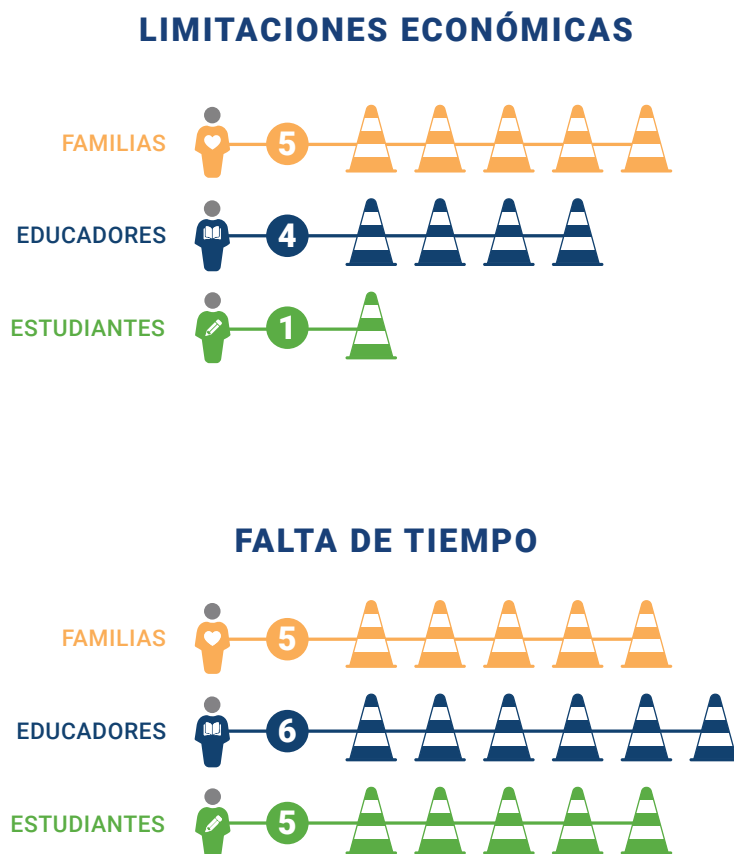 LIMITACIONES ECONÓMICAS
FAMILIAS 5
EDUCADORES 4
ESTUDIANTES 1
FALTA DE TIEMPO
FAMILIAS 5
EDUCADORES 6
ESTUDIANTES 5